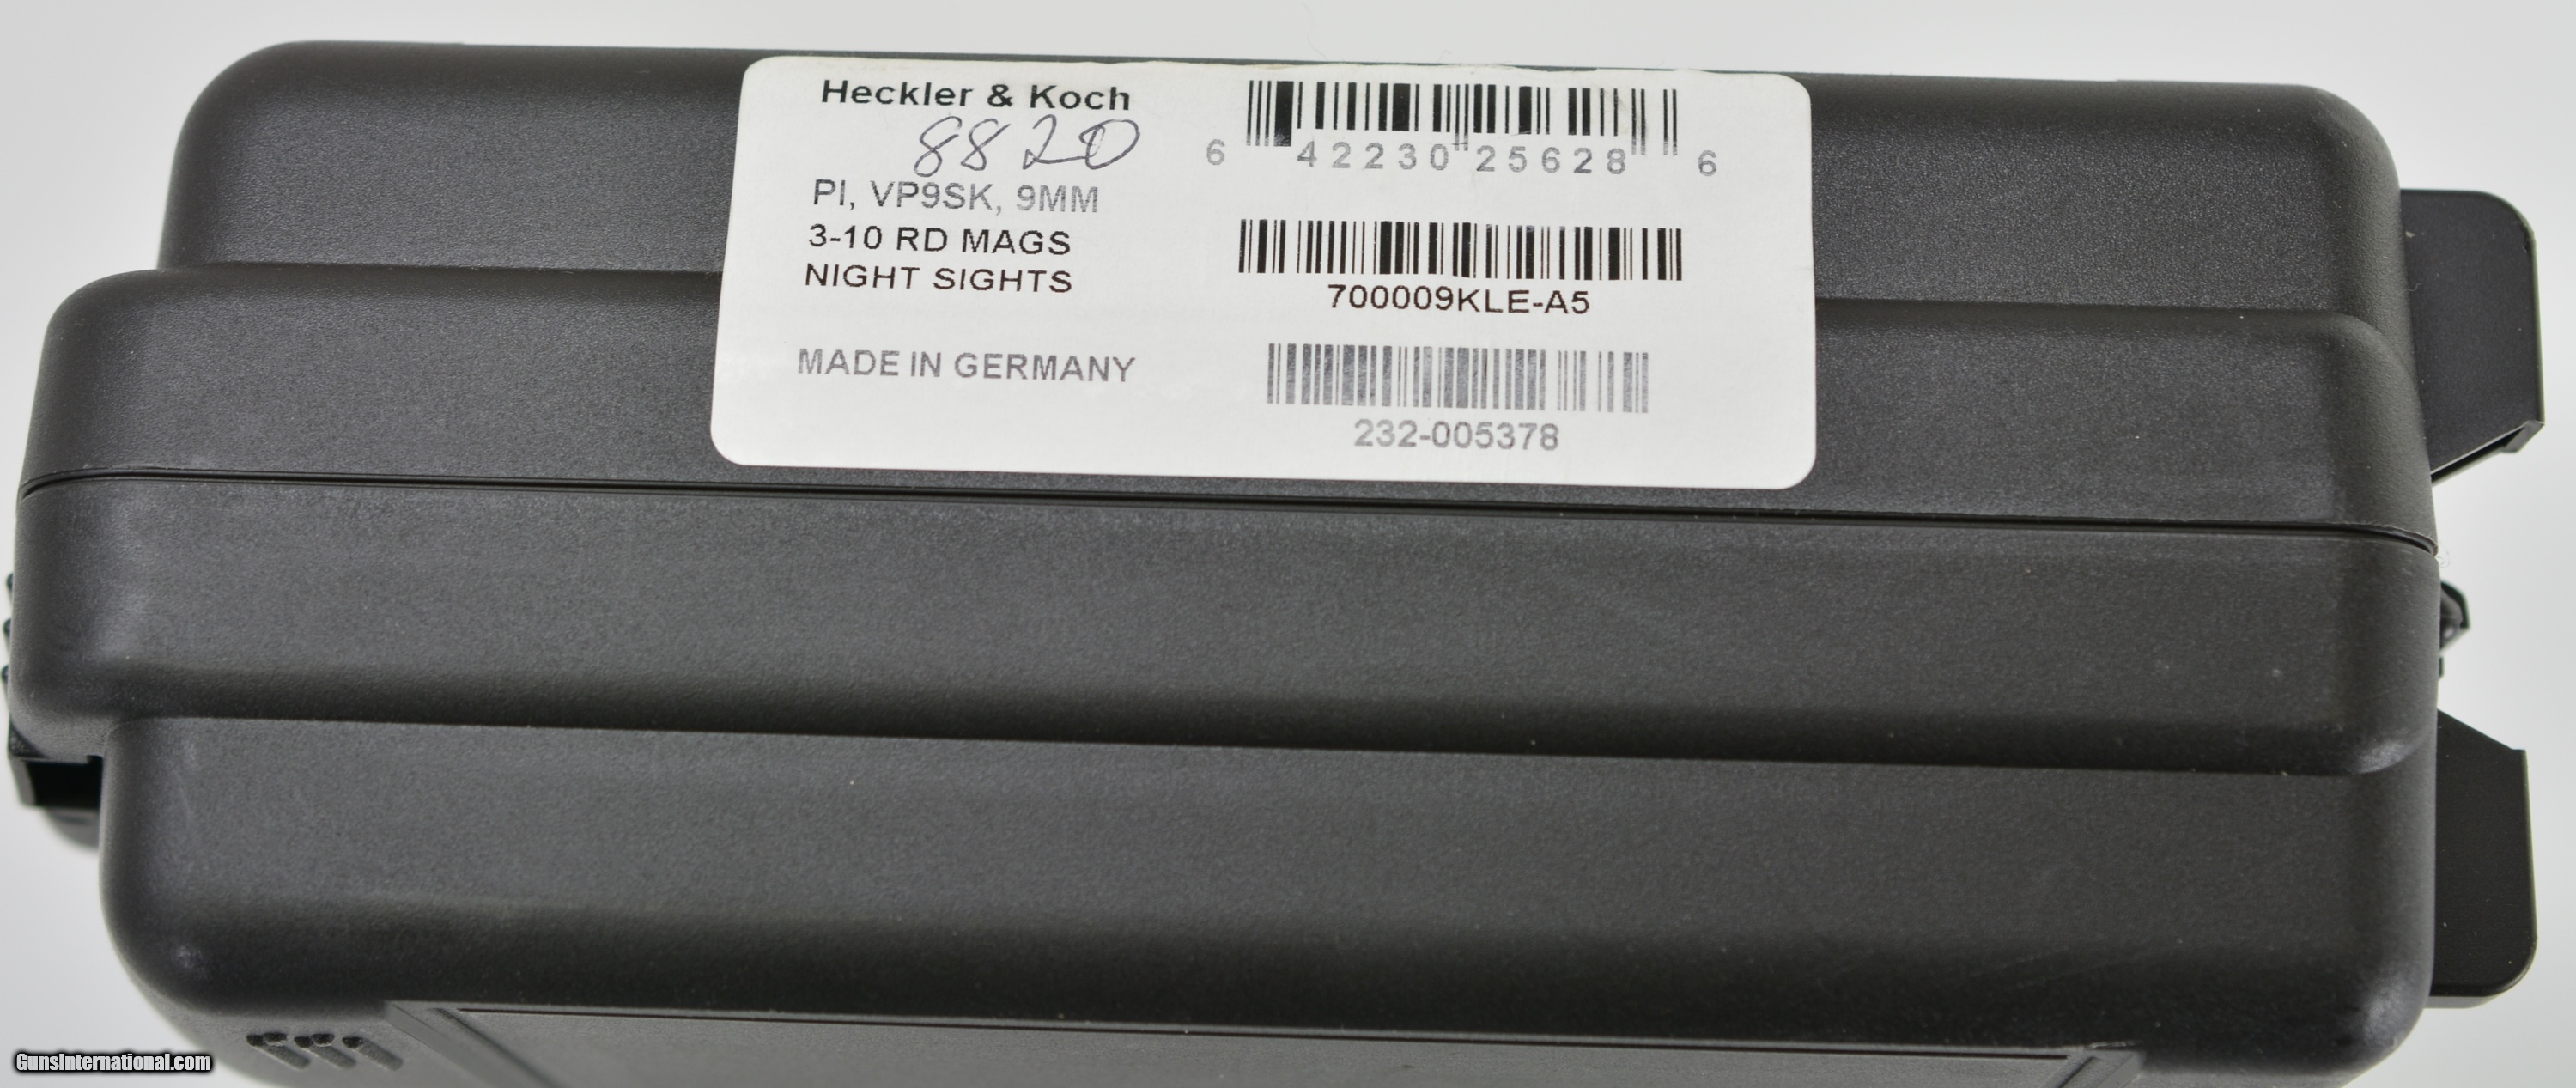 Heckler & Koch
8820
PI, VP9SK, 9MM
3-10 RD MAGS
NIGHT SIGHTS
MADE IN GERMANY
6 42230 25628 6
700009KLE-A5
232-005378
GunsInternational.com